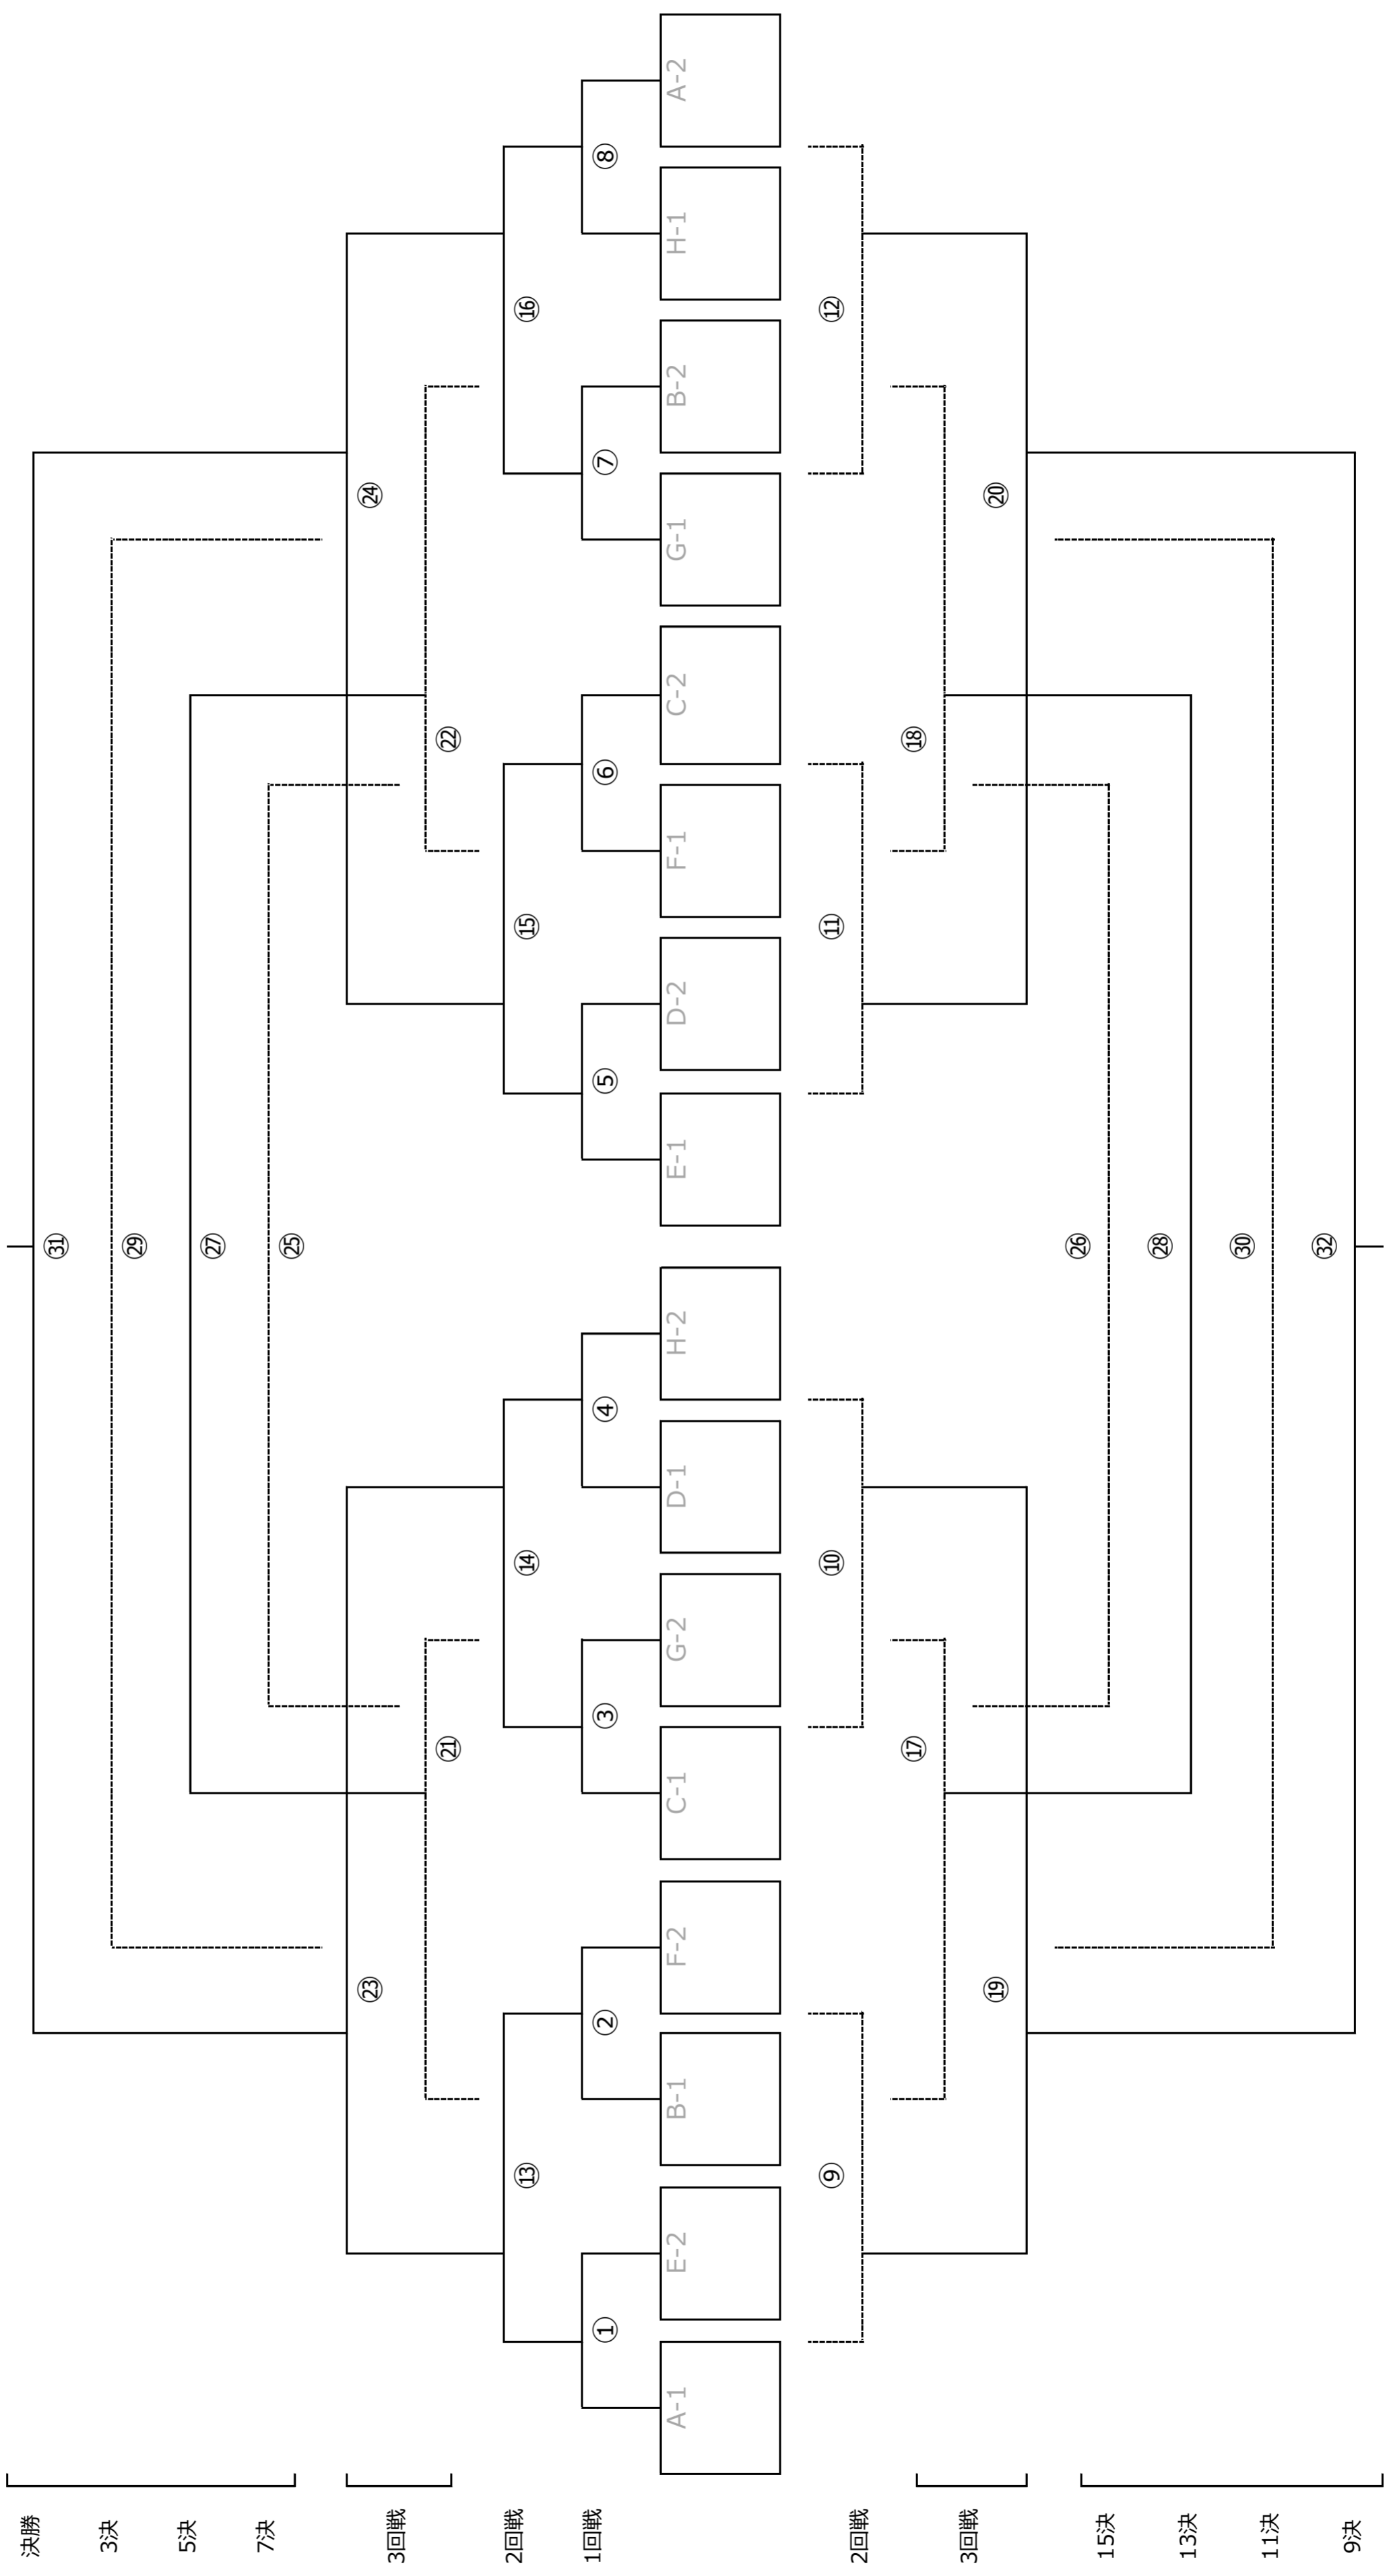 決勝
3決
5決
7決
3回戦
2回戦
1回戦
2回戦
3回戦
15決
13決
11決
9決
㉛
㉙
㉗
㉕
㉓ ㉔
㉑ ㉒
⑬ ⑭ ⑮ ⑯
① ② ③ ④ ⑤ ⑥ ⑦ ⑧
A-1 E-2 B-1 F-2 C-1 G-2 D-1 H-2 E-1 D-2 F-1 C-2 G-1 B-2 H-1 A-2
⑨ ⑩ ⑪ ⑫
⑰ ⑱
⑲ ⑳
㉖
㉘
㉚
㉜